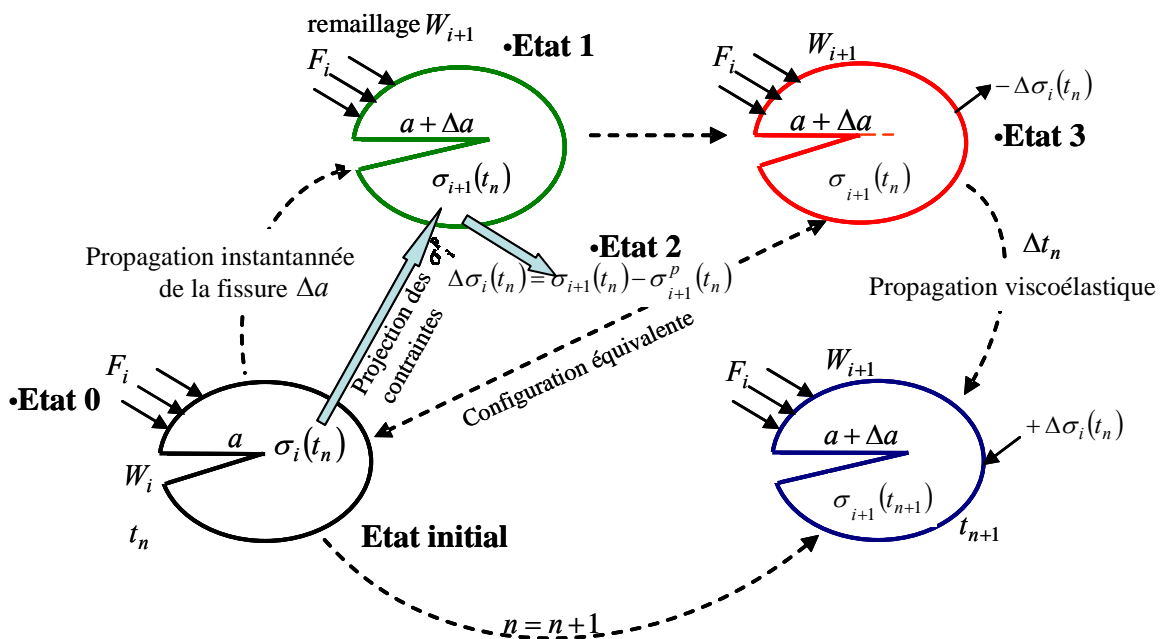 remaillage W_{i+1}
•Etat 1
F_i
a + Δa
σ_{i+1}(t_n)
W_{i+1}
F_i
− Δσ_i(t_n)
a + Δa
•Etat 3
σ_{i+1}(t_n)
Propagation instantannée
de la fissure Δa
Projection des
contraintes
•Etat 2
Δσ_i(t_n) = σ_{i+1}(t_n) − σ^p_{i+1}(t_n)
Configuration équivalente
Δt_n
Propagation viscoélastique
F_i
•Etat 0
a
σ_i(t_n)
W_i
t_n
Etat initial
W_{i+1}
F_i
a + Δa
+ Δσ_i(t_n)
σ_{i+1}(t_{n+1})
t_{n+1}
n = n+1